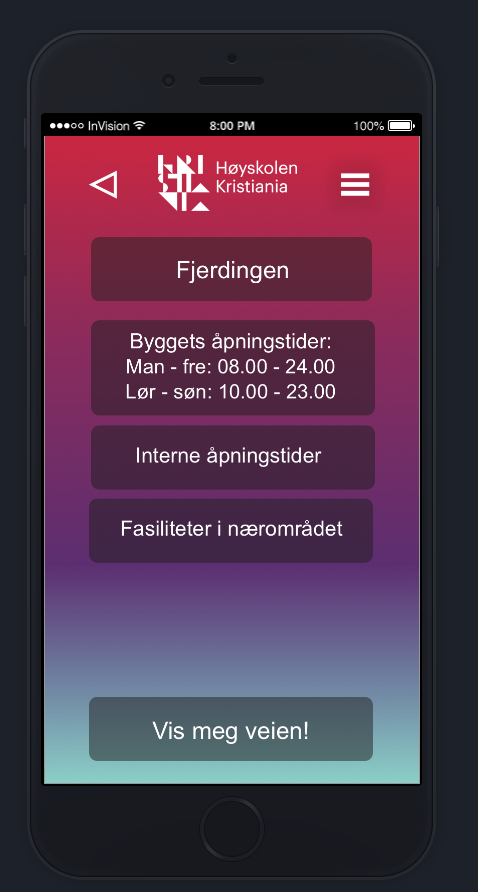 InVision 8:00 PM 100%
Høyskolen
Kristiania
Fjerdingen
Byggets åpningstider:
Man - fre: 08.00 - 24.00
Lør - søn: 10.00 - 23.00
Interne åpningstider
Fasiliteter i nærområdet
Vis meg veien!